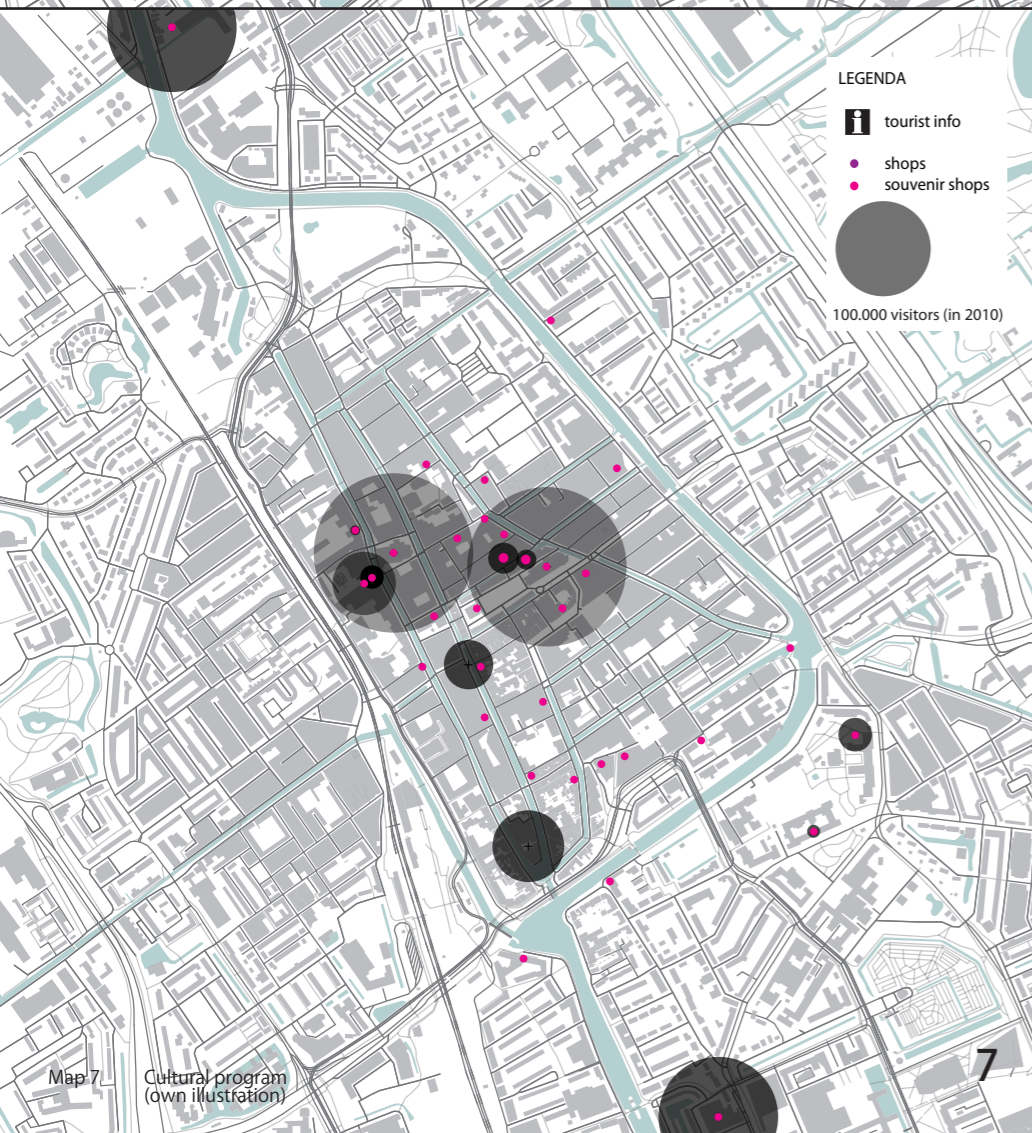 LEGENDA
i tourist info
shops
souvenir shops
100.000 visitors (in 2010)
Map 7 Cultural program
(own illustration)
7